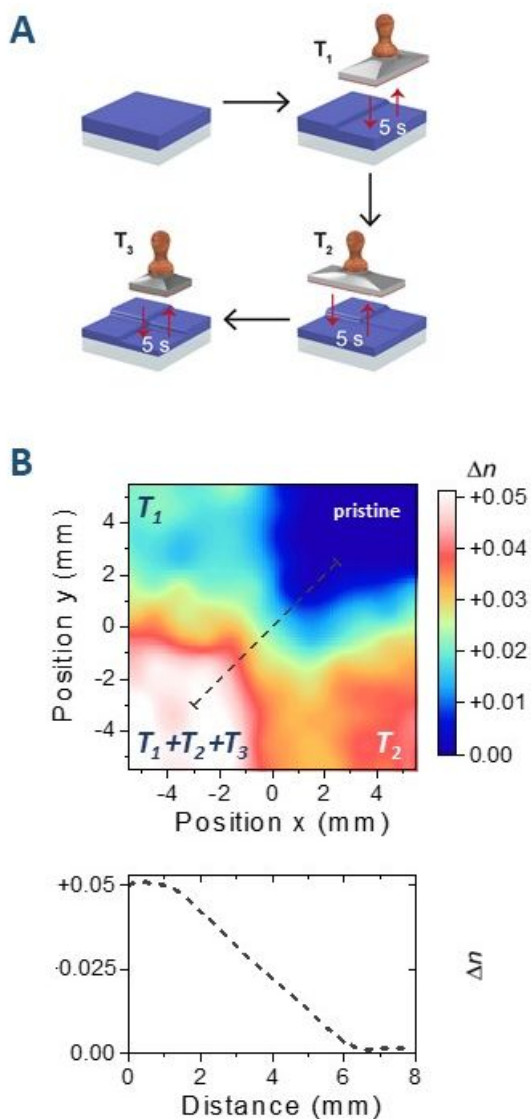 A
T₁
5 s
T₃
T₂
5 s
5 s
B
Δn
T₁
pristine
+0.05
+0.04
+0.03
+0.02
+0.01
0.00
4
2
0
-2
-4
Position y (mm)
T₁+T₂+T₃
T₂
-4 -2 0 2 4
Position x (mm)
+0.05
·0.025
0.00
Δn
0 2 4 6 8
Distance (mm)